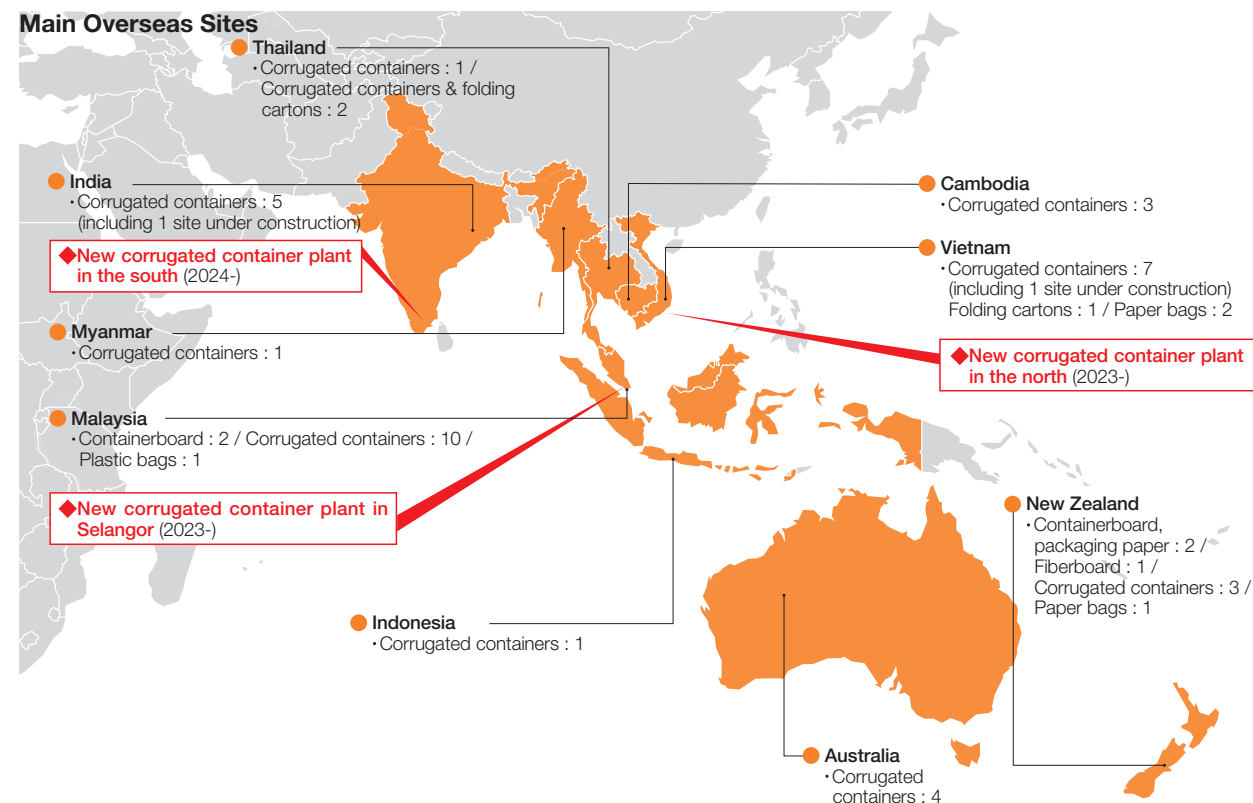 Main Overseas Sites
Thailand
・Corrugated containers : 1 /
Corrugated containers & folding
cartons : 2
India
・Corrugated containers : 5
(including 1 site under construction)
◆New corrugated container plant
in the south (2024-)
Myanmar
・Corrugated containers : 1
Malaysia
・Containerboard : 2 / Corrugated containers : 10 /
Plastic bags : 1
◆New corrugated container plant in
Selangor (2023-)
Indonesia
・Corrugated containers : 1
Cambodia
・Corrugated containers : 3
Vietnam
・Corrugated containers : 7
(including 1 site under construction)
Folding cartons : 1 / Paper bags : 2
◆New corrugated container plant
in the north (2023-)
New Zealand
・Containerboard,
packaging paper : 2 /
Fiberboard : 1 /
Corrugated containers : 3 /
Paper bags : 1
Australia
・Corrugated
containers : 4